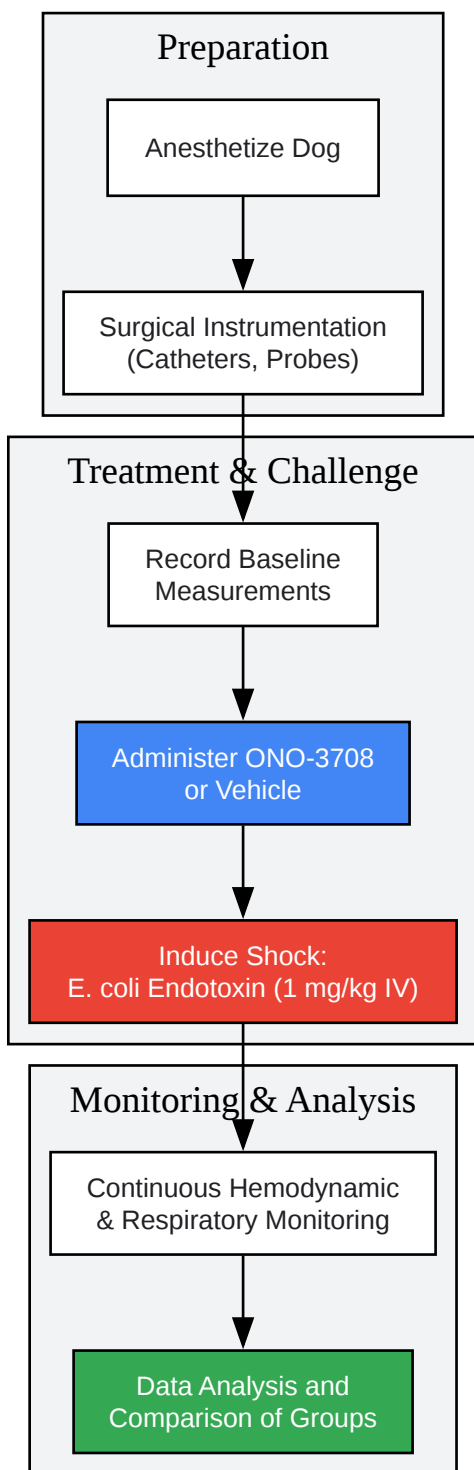 Preparation
Anesthetize Dog
Surgical Instrumentation
(Catheters, Probes)
Treatment & Challenge
Record Baseline
Measurements
Administer ONO-3708
or Vehicle
Induce Shock:
E. coli Endotoxin (1 mg/kg IV)
Monitoring & Analysis
Continuous Hemodynamic
& Respiratory Monitoring
Data Analysis and
Comparison of Groups